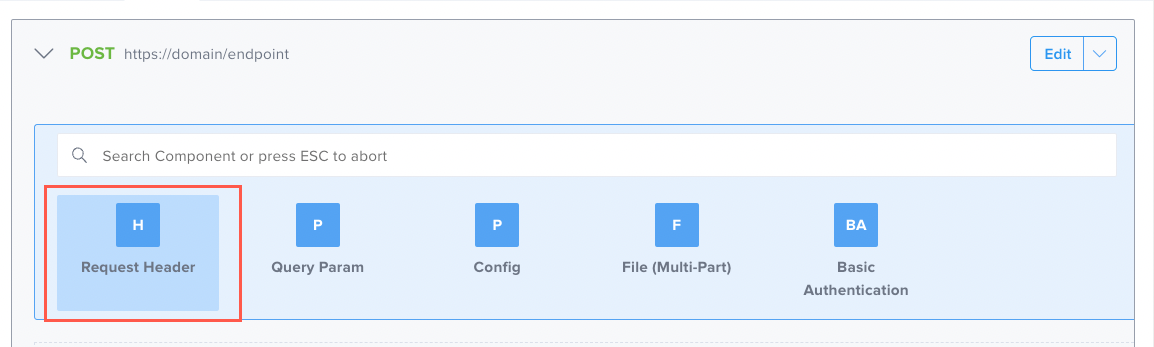 POST https://domain/endpoint
Edit
Search Component or press ESC to abort
H
P
P
F
BA
Request Header
Query Param
Config
File (Multi-Part)
Basic
Authentication